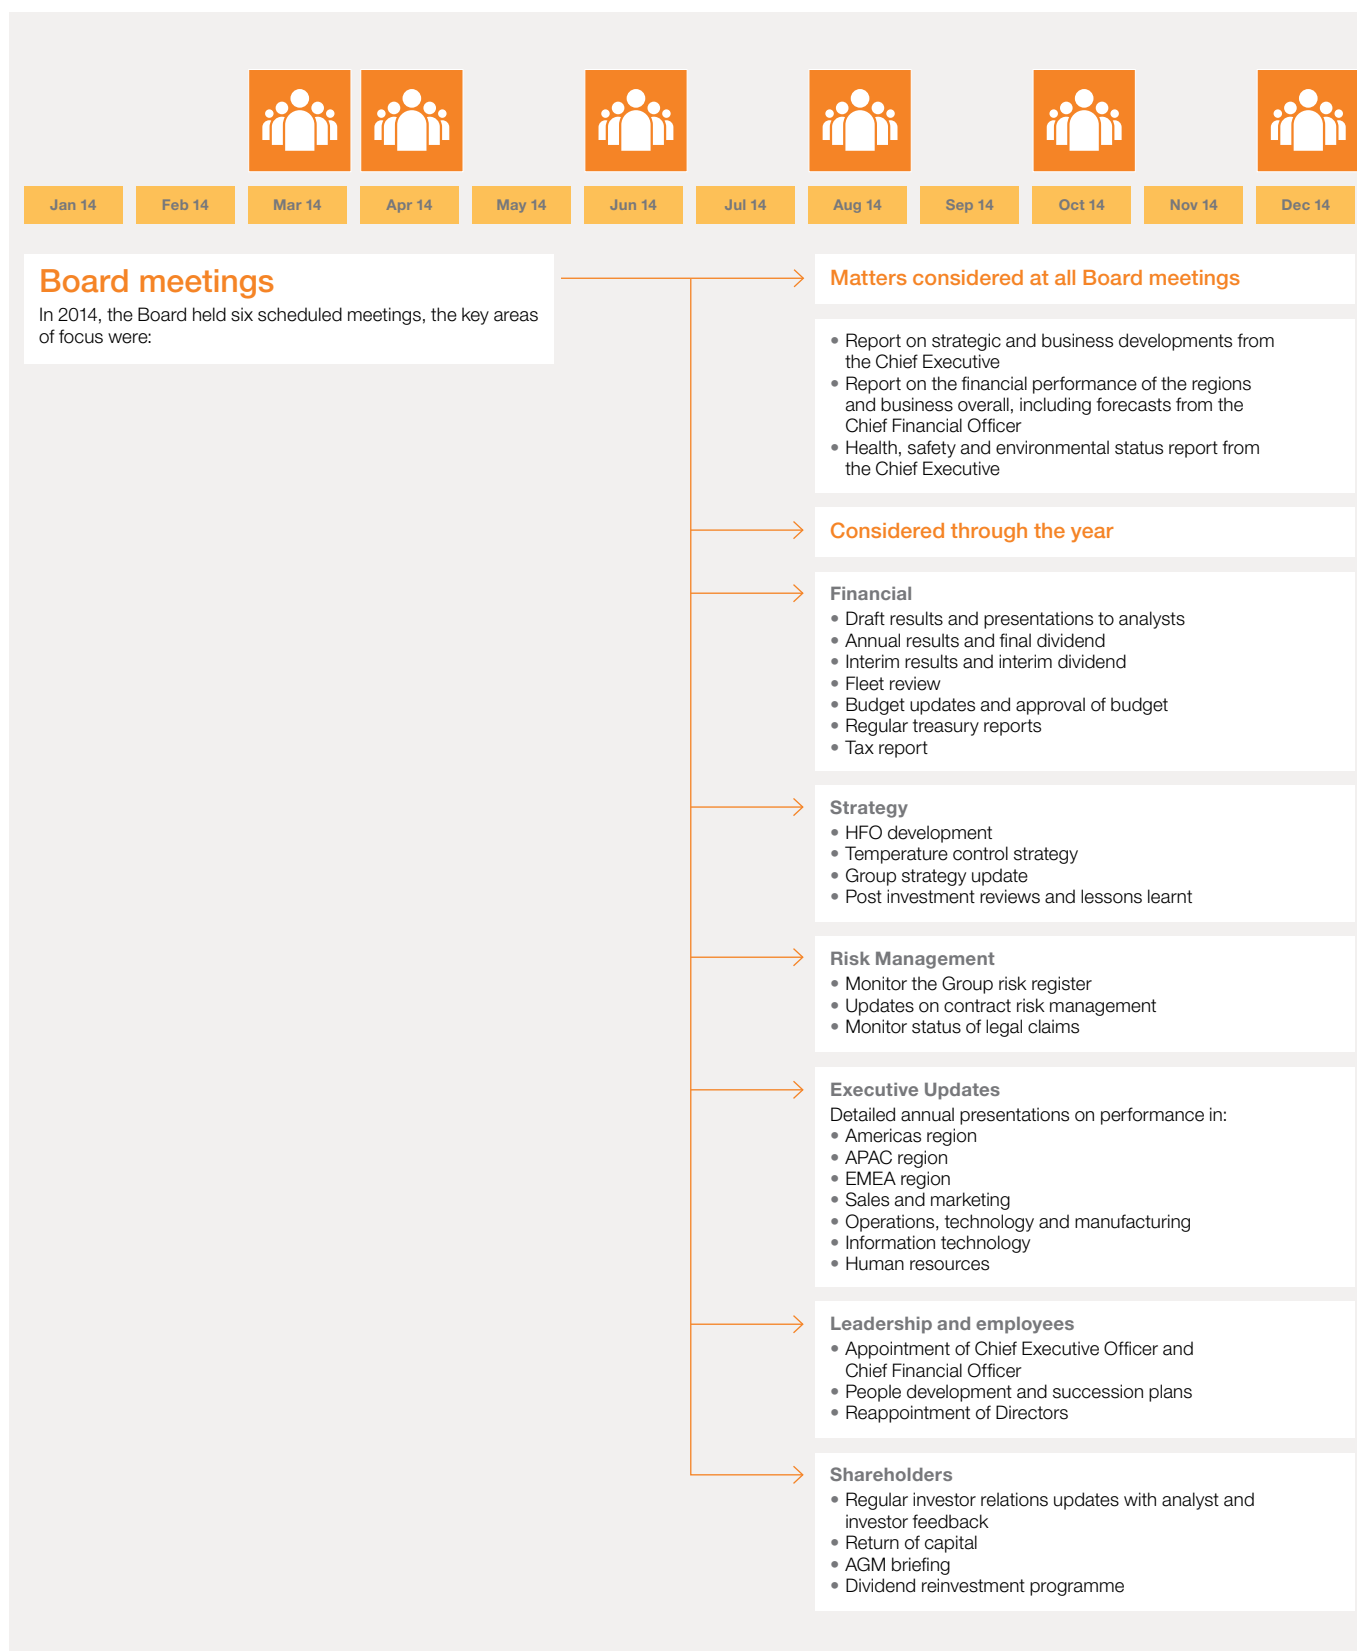 Jan 14
Feb 14
Mar 14
Apr 14
May 14
Jun 14
Jul 14
Aug 14
Sep 14
Oct 14
Nov 14
Dec 14
Board meetings
In 2014, the Board held six scheduled meetings, the key areas
of focus were:
Matters considered at all Board meetings
• Report on strategic and business developments from
the Chief Executive
• Report on the financial performance of the regions
and business overall, including forecasts from the
Chief Financial Officer
• Health, safety and environmental status report from
the Chief Executive
Considered through the year
Financial
• Draft results and presentations to analysts
• Annual results and final dividend
• Interim results and interim dividend
• Fleet review
• Budget updates and approval of budget
• Regular treasury reports
• Tax report
Strategy
• HFO development
• Temperature control strategy
• Group strategy update
• Post investment reviews and lessons learnt
Risk Management
• Monitor the Group risk register
• Updates on contract risk management
• Monitor status of legal claims
Executive Updates
Detailed annual presentations on performance in:
• Americas region
• APAC region
• EMEA region
• Sales and marketing
• Operations, technology and manufacturing
• Information technology
• Human resources
Leadership and employees
• Appointment of Chief Executive Officer and
Chief Financial Officer
• People development and succession plans
• Reappointment of Directors
Shareholders
• Regular investor relations updates with analyst and
investor feedback
• Return of capital
• AGM briefing
• Dividend reinvestment programme